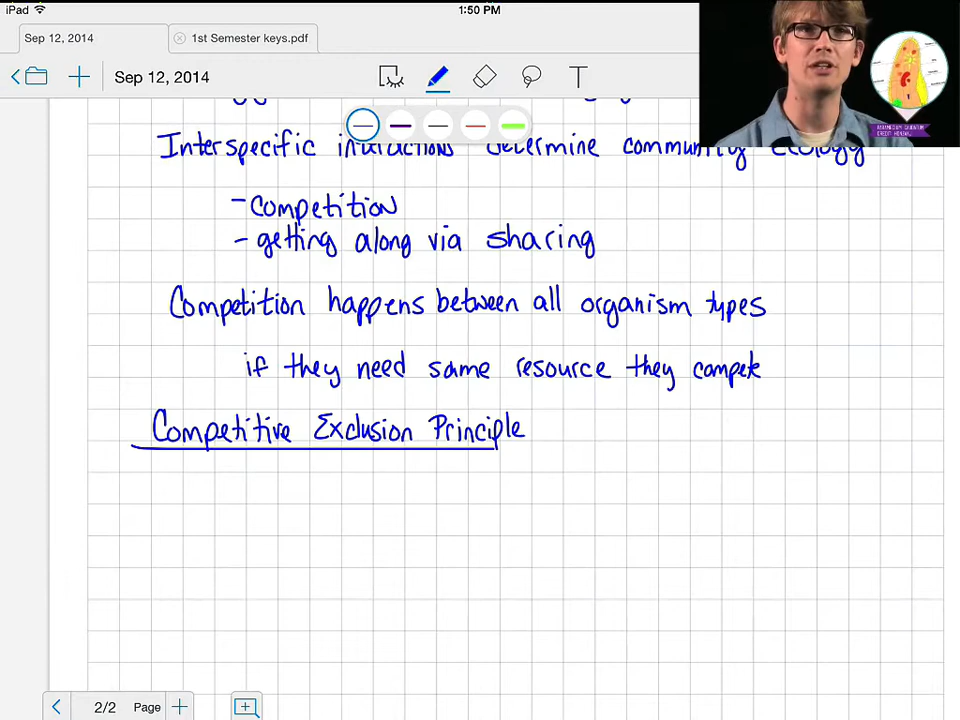 iPad
1:50 PM
Sep 12, 2014
1st Semester keys.pdf
Sep 12, 2014
T
Interspecific interactions determine community ecology
- competition
- getting along via sharing
Competition happens between all organism types
if they need same resource they compete
Competitive Exclusion Principle
2/2 Page